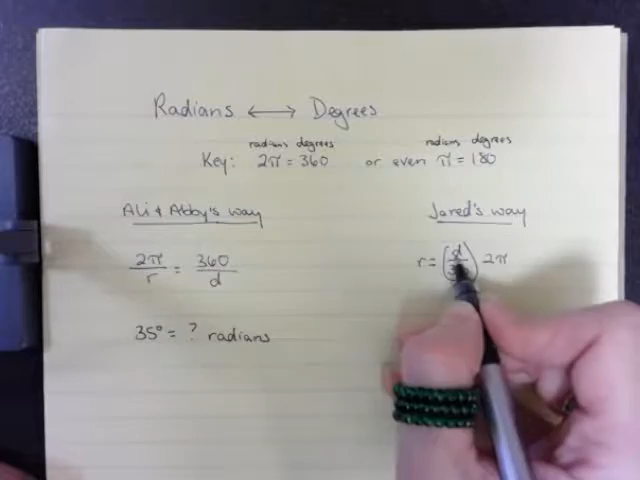 Radians ↔ Degrees
radians degrees radians degrees
Key: 2π = 360 or even π = 180
Ali + Abby's way
2π/r = 360/d
35° = ? radians
Jared's way
r = (d/3) 2π